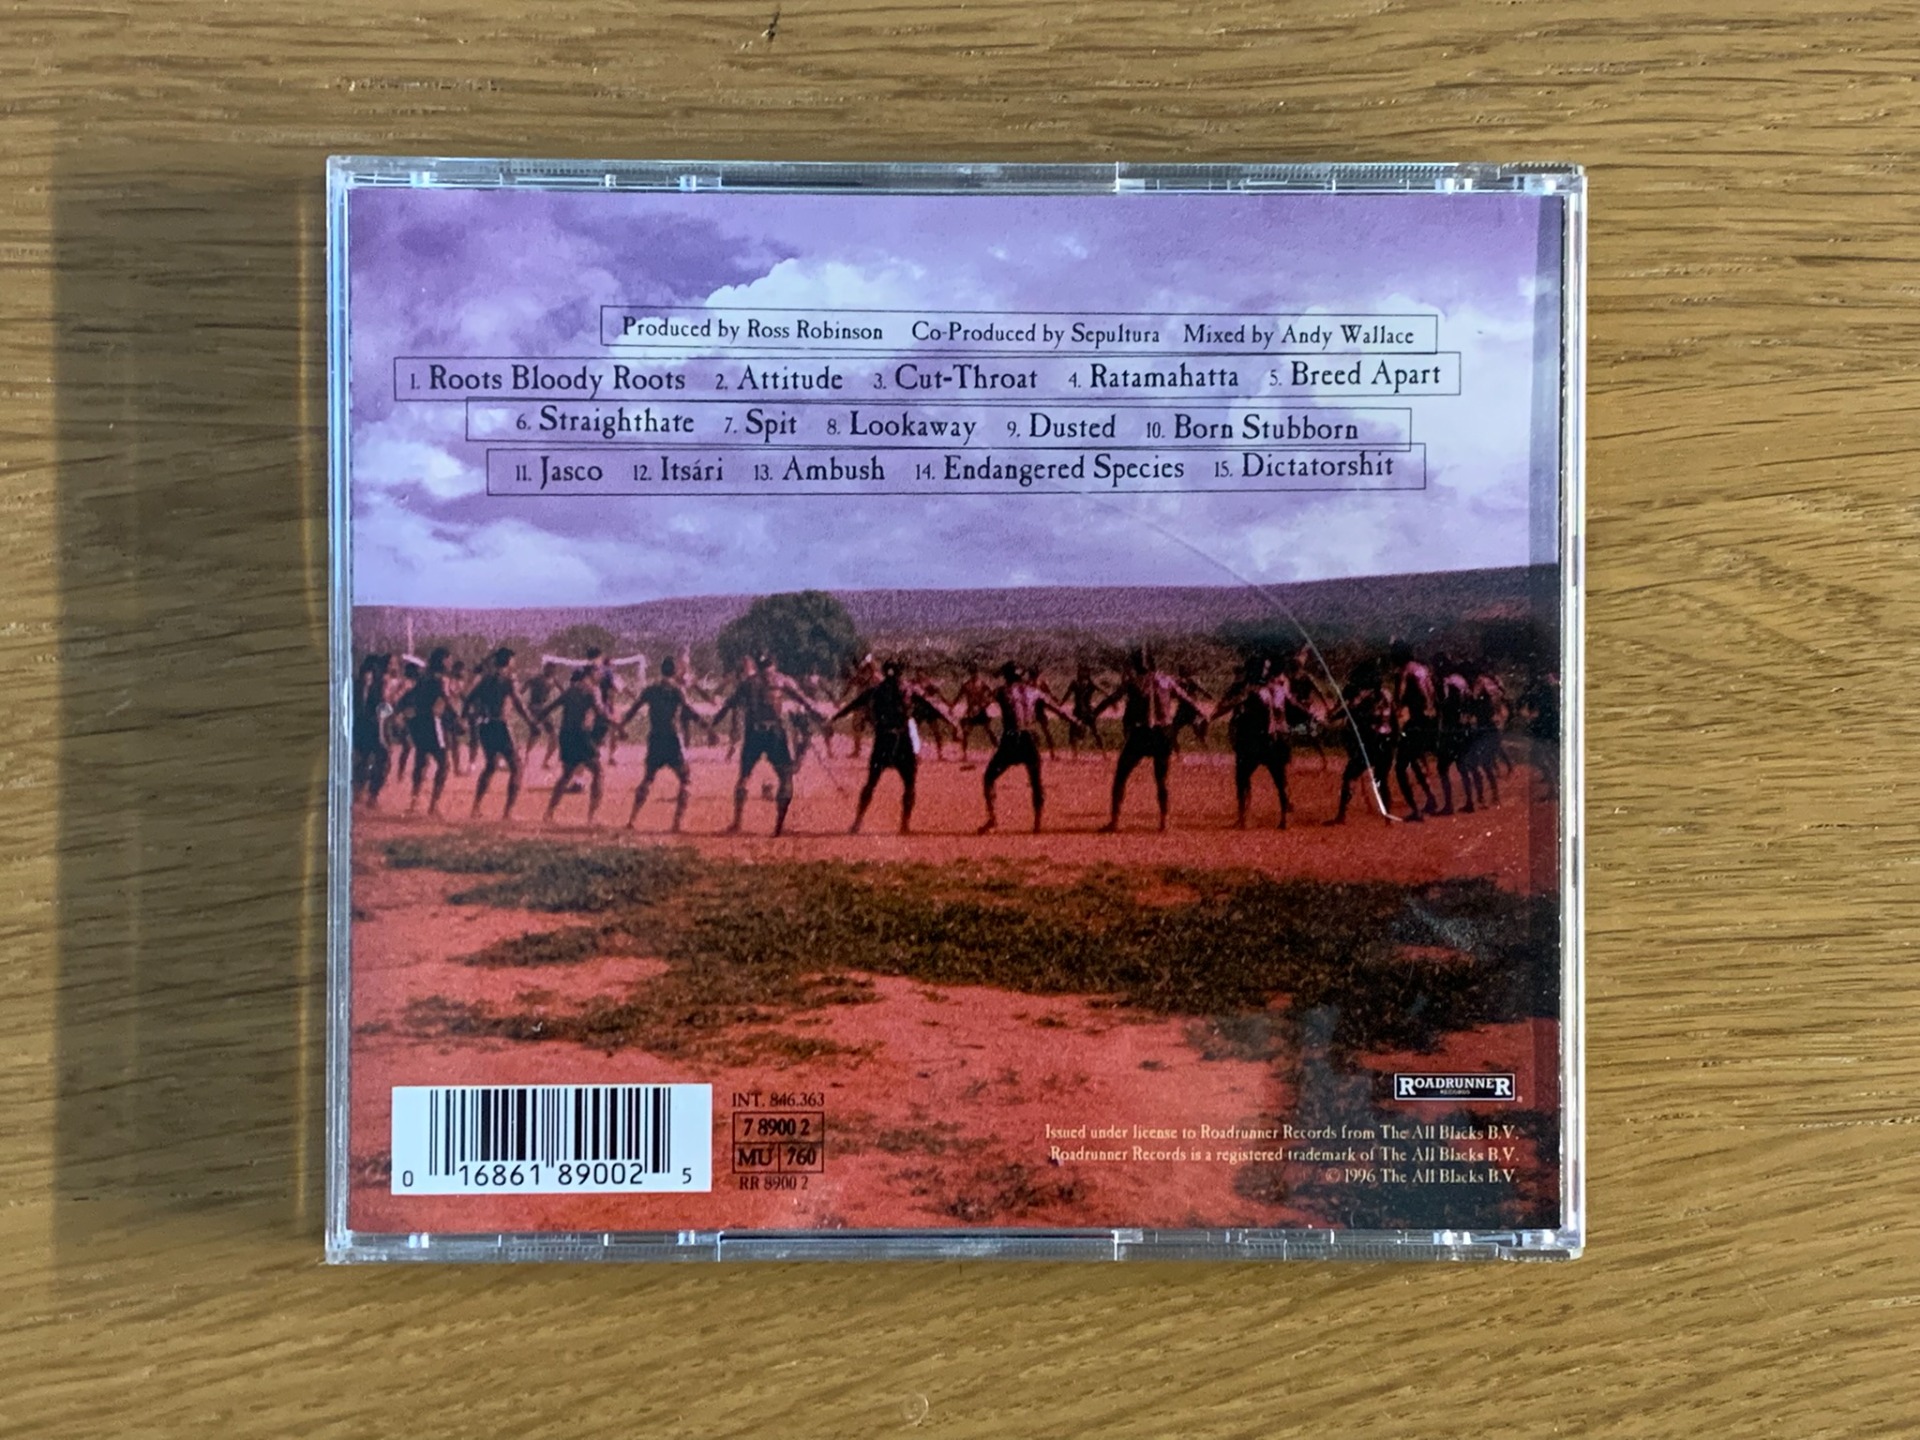 Produced by Ross Robinson Co-Produced by Sepultura Mixed by Andy Wallace
1. Roots Bloody Roots 2. Attitude 3. Cut-Throat 4. Ratamahatta 5. Breed Apart
6. Straighthate 7. Spit 8. Lookaway 9. Dusted 10. Born Stubborn
11. Jasco 12. Itsári 13. Ambush 14. Endangered Species 15. Dictatorshit
0 16861 89002 5
INT. 846.363
7 8900 2
MU 760
RR 8900 2
ROADRUNNER
RECORDS
Issued under license to Roadrunner Records from The All Blacks B.V.
Roadrunner Records is a registered trademark of The All Blacks B.V.
© 1996 The All Blacks B.V.